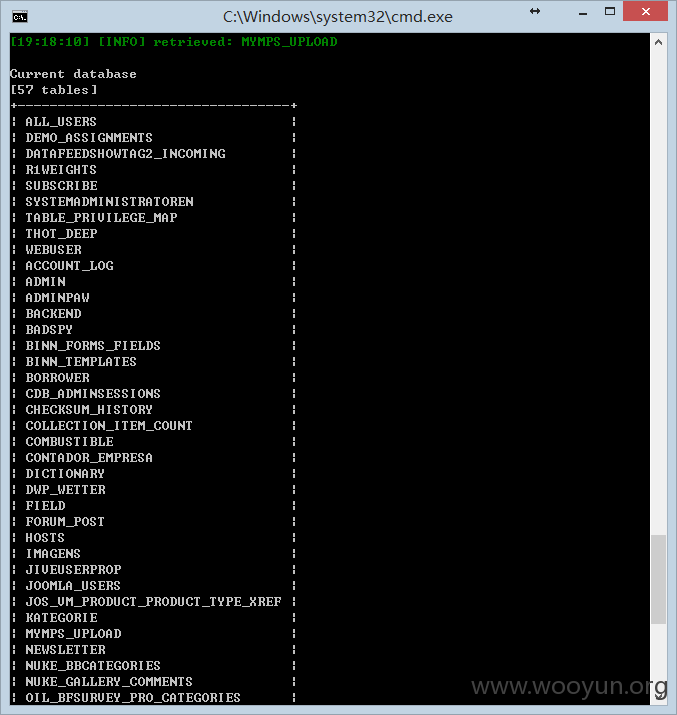 C:\Windows\system32\cmd.exe
[19:18:10] [INFO] retrieved: MYMPS_UPLOAD
Current database
[57 tables]
+----------------------------------+
| ALL_USERS |
| DEMO_ASSIGNMENTS |
| DATAFEEDSHOWTAG2_INCOMING |
| R1WEIGHTS |
| SUBSCRIBE |
| SYSTEMADMINISTRATOREN |
| TABLE_PRIVILEGE_MAP |
| THOT_DEEP |
| WEBUSER |
| ACCOUNT_LOG |
| ADMIN |
| ADMINPAW |
| BACKEND |
| BADSPY |
| BINN_FORMS_FIELDS |
| BINN_TEMPLATES |
| BORROWER |
| CDB_ADMINSESSIONS |
| CHECKSUM_HISTORY |
| COLLECTION_ITEM_COUNT |
| COMBUSTIBLE |
| CONTADOR_EMPRESA |
| DICTIONARY |
| DWP_WETTER |
| FIELD |
| FORUM_POST |
| HOSTS |
| IMAGENS |
| JIVEUSERPROP |
| JOOMLA_USERS |
| JOS_VM_PRODUCT_PRODUCT_TYPE_XREF |
| KATEGORIE |
| MYMPS_UPLOAD |
| NEWSLETTER |
| NUKE_BBCATEGORIES |
| NUKE_GALLERY_COMMENTS |
| OIL_BFSURVEY_PRO_CATEGORIES |
www.wooyun.org